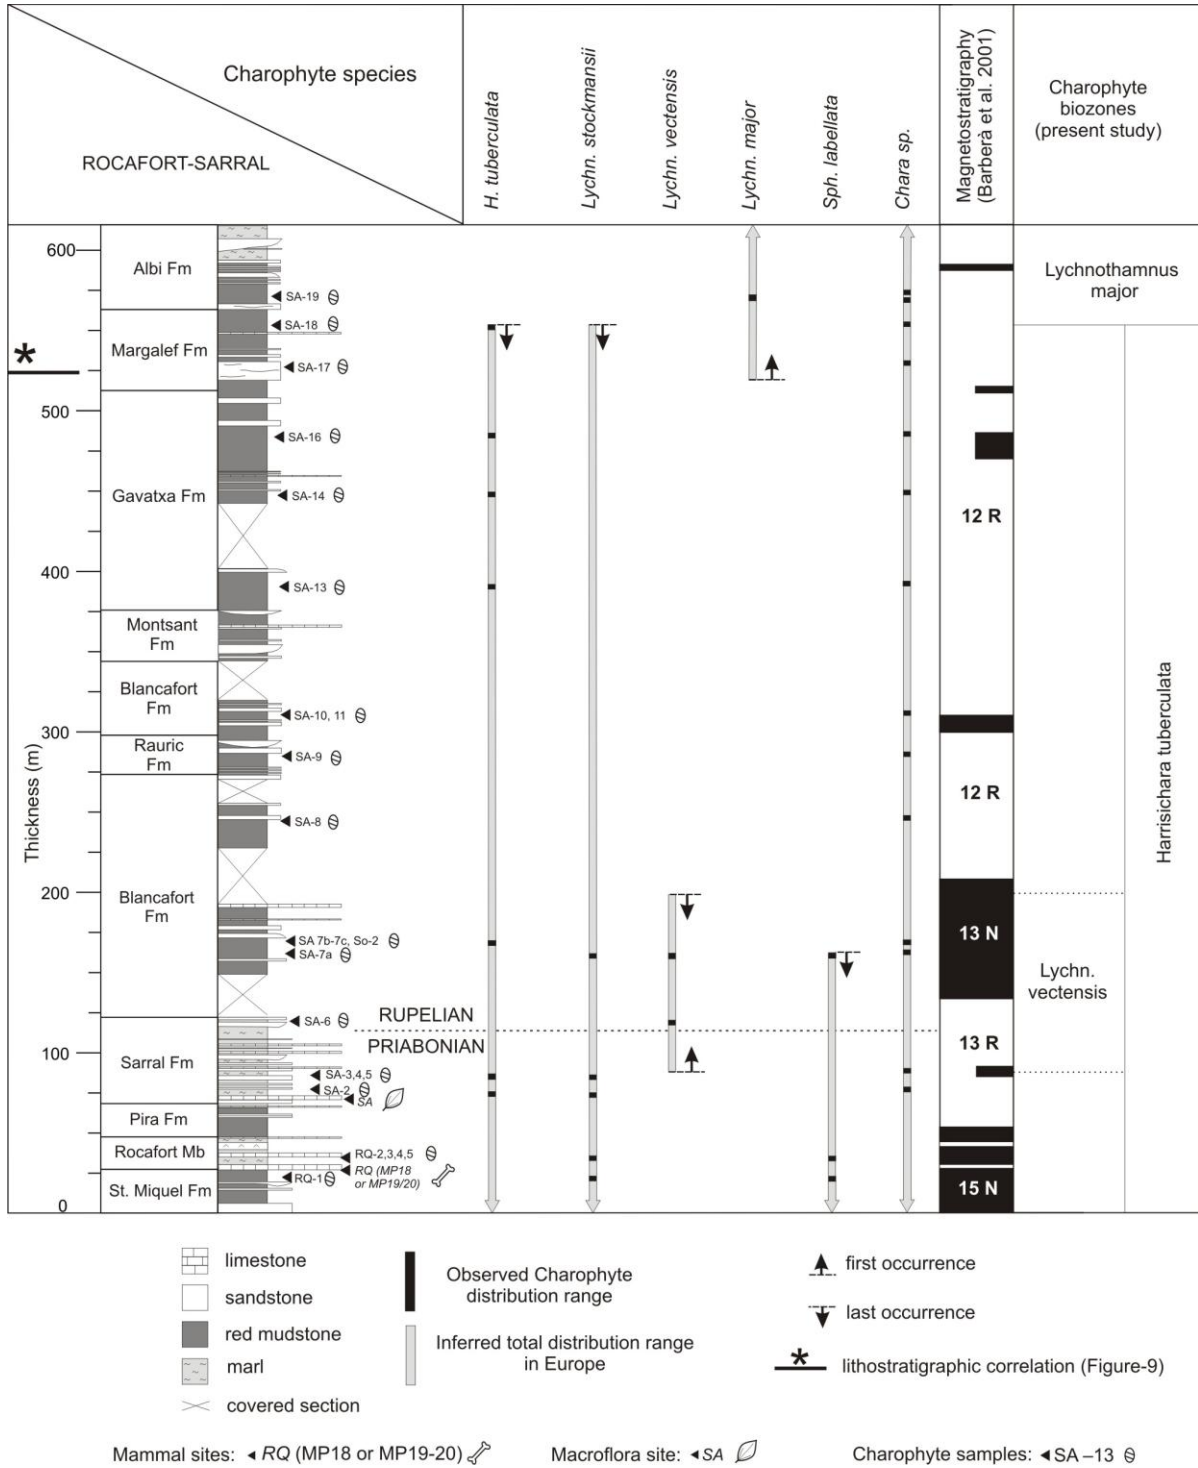 Charophyte species
ROCAFORT-SARRAL
H. tuberculata
Lychn. stockmansii
Lychn. vectensis
Lychn. major
Sph. labellata
Chara sp.
Magnetostratigraphy
(Barberà et al. 2001)
Charophyte
biozones
(present study)
Thickness (m)
600
500
400
300
200
100
0
*
Albi Fm
Margalef Fm
Gavatxa Fm
Montsant
Fm
Blancafort
Fm
Rauric
Fm
Blancafort
Fm
Sarral Fm
Pira Fm
Rocafort Mb
St. Miquel Fm
SA-19
SA-18
SA-17
SA-16
SA-14
SA-13
SA-10, 11
SA-9
SA-8
SA 7b-7c, So-2
SA-7a
SA-6
SA-3,4,5
SA-2
SA
RQ-2,3,4,5
RQ (MP18
or MP19/20)
RQ-1
RUPELIAN
PRIABONIAN
12 R
12 R
13 N
13 R
15 N
Lychnothamnus
major
Harrisichara tuberculata
Lychn.
vectensis
limestone
sandstone
red mudstone
marl
covered section
Observed Charophyte
distribution range
Inferred total distribution range
in Europe
first occurrence
last occurrence
* lithostratigraphic correlation (Figure-9)
Mammal sites: RQ (MP18 or MP19-20)
Macroflora site: SA
Charophyte samples: SA –13